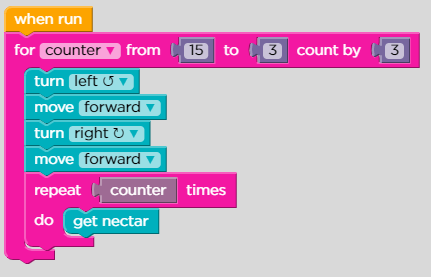 when run
for counter from 15 to 3 count by 3
turn left
move forward
turn right
move forward
repeat counter times
do get nectar